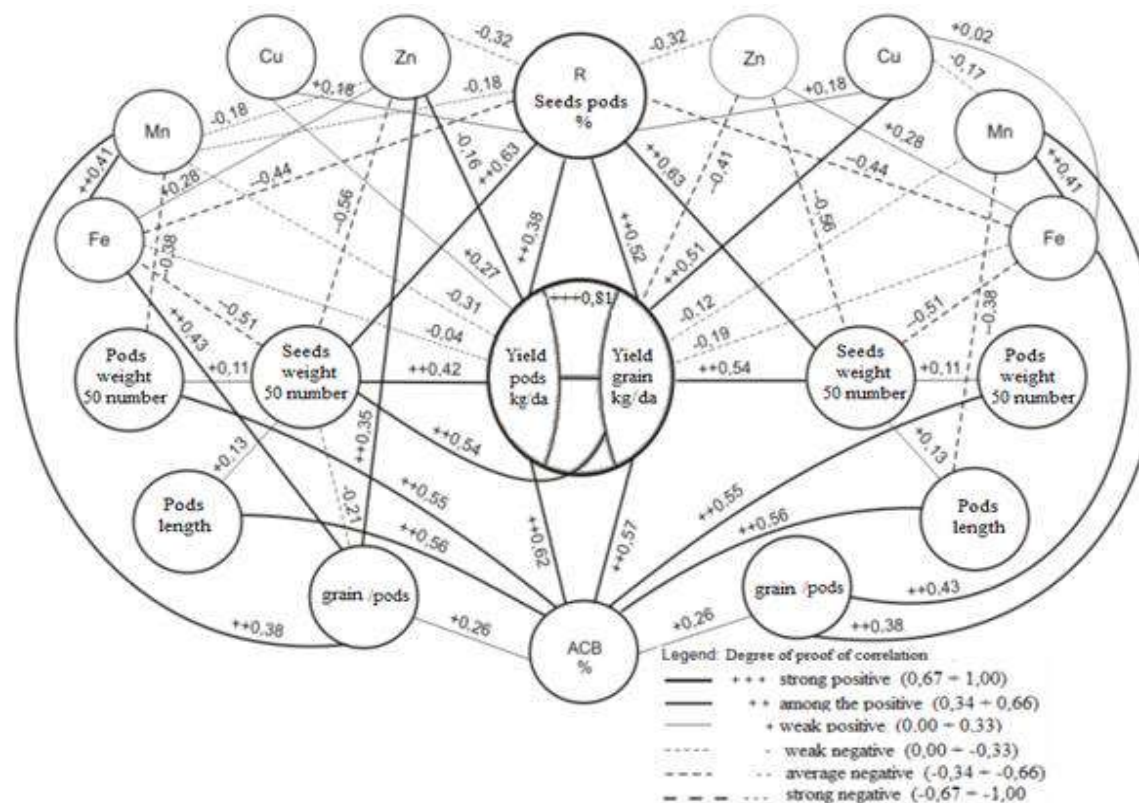 Cu
Zn
R
Seeds pods
%
Zn
Cu
-0,32
-0,32
+0,02
+0,18
-0,18
+0,18
-0,17
Mn
-0,18
-0,16
++0,63
++0,63
-0,41
+0,28
Mn
++0,41
+0,28
-0,44
-0,44
++0,41
-0,56
-0,56
Fe
++0,38
++0,52
Fe
-0,38
+0,27
++0,51
-0,31
+++0,81
-0,12
-0,38
++0,43
-0,51
-0,04
-0,19
-0,51
Pods
weight
50 number
+0,11
Seeds
weight
50 number
++0,42
Yield
pods
kg/da
Yield
grain
kg/da
++0,54
Seeds
weight
50 number
+0,11
Pods
weight
50 number
+0,13
++0,35
++0,54
+0,13
Pods
length
-0,21
++0,55
++0,55
Pods
length
++0,56
++0,62
++0,57
++0,56
grain /pods
grain /pods
++0,43
++0,38
+0,26
ACB
%
+0,26
++0,38
Legend: Degree of proof of correlation
+++ strong positive (0,67 ÷ 1,00)
++ among the positive (0,34 ÷ 0,66)
+ weak positive (0.00 ÷ 0.33)
- weak negative (0,00 ÷ -0,33)
-- average negative (-0,34 ÷ -0,66)
--- strong negative (-0,67 ÷ -1,00